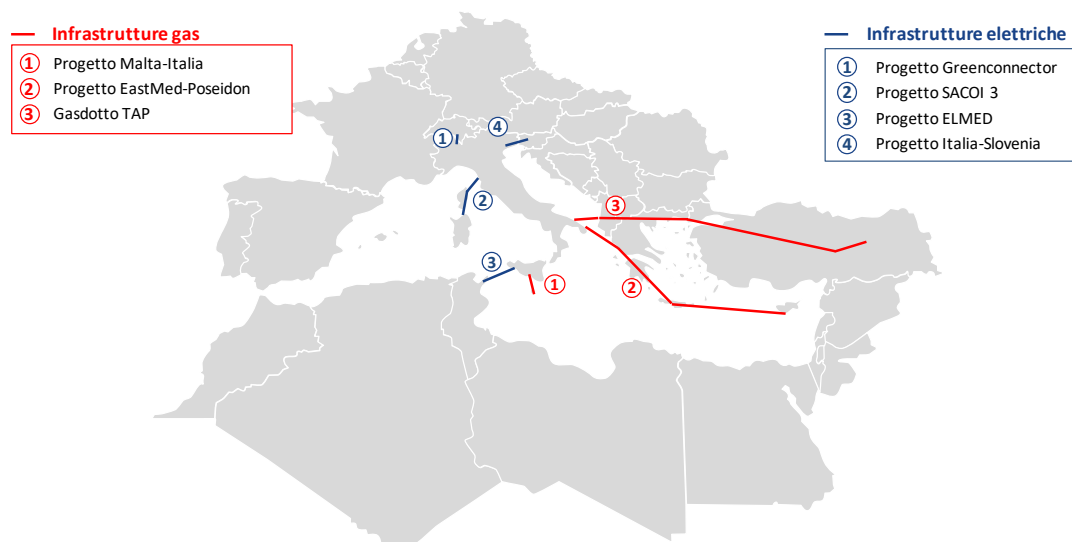 Infrastrutture gas
1 Progetto Malta-Italia
2 Progetto EastMed-Poseidon
3 Gasdotto TAP
Infrastrutture elettriche
1 Progetto Greenconnector
2 Progetto SACOI 3
3 Progetto ELMED
4 Progetto Italia-Slovenia
4
1
2
3
3
1
2